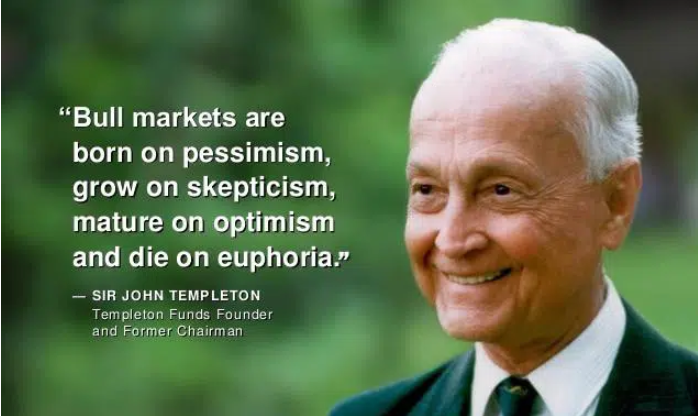 “Bull markets are
born on pessimism,
grow on skepticism,
mature on optimism
and die on euphoria.”
— SIR JOHN TEMPLETON
Templeton Funds Founder
and Former Chairman